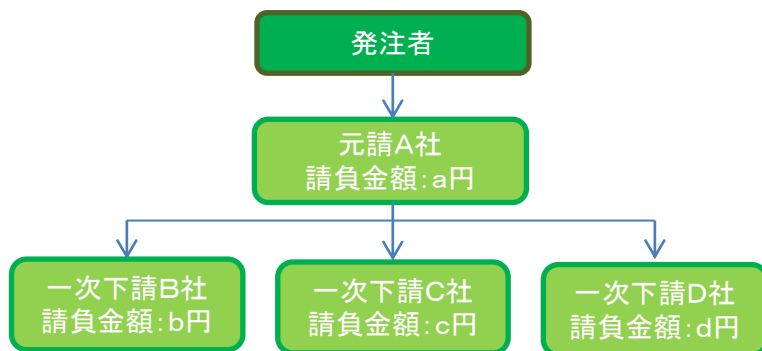 発注者
元請A社
請負金額:a円
一次下請B社
請負金額:b円
一次下請C社
請負金額:c円
一次下請D社
請負金額:d円